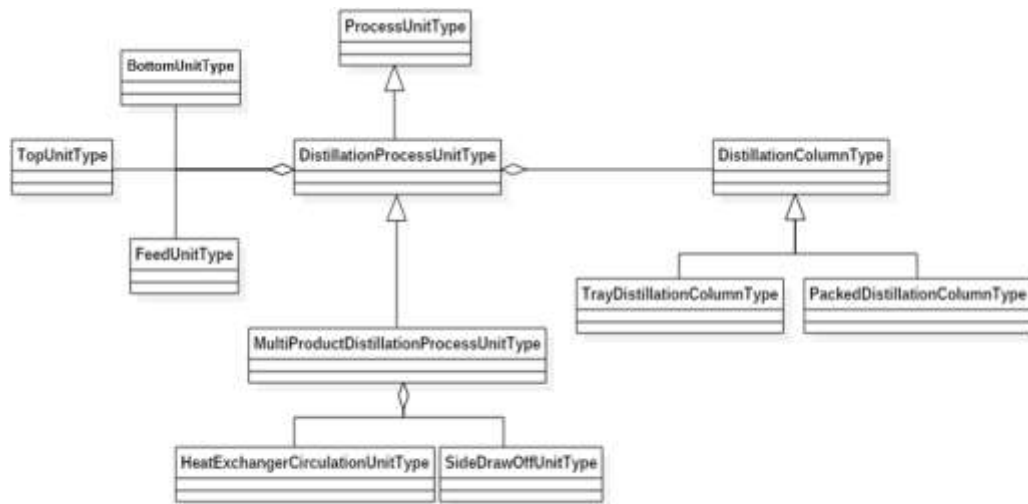 ProcessUnitType
BottomUnitType
TopUnitType
DistillationProcessUnitType
DistillationColumnType
FeedUnitType
TrayDistillationColumnType
PackedDistillationColumnType
MultiProductDistillationProcessUnitType
HeatExchangerCirculationUnitType
SideDrawOffUnitType